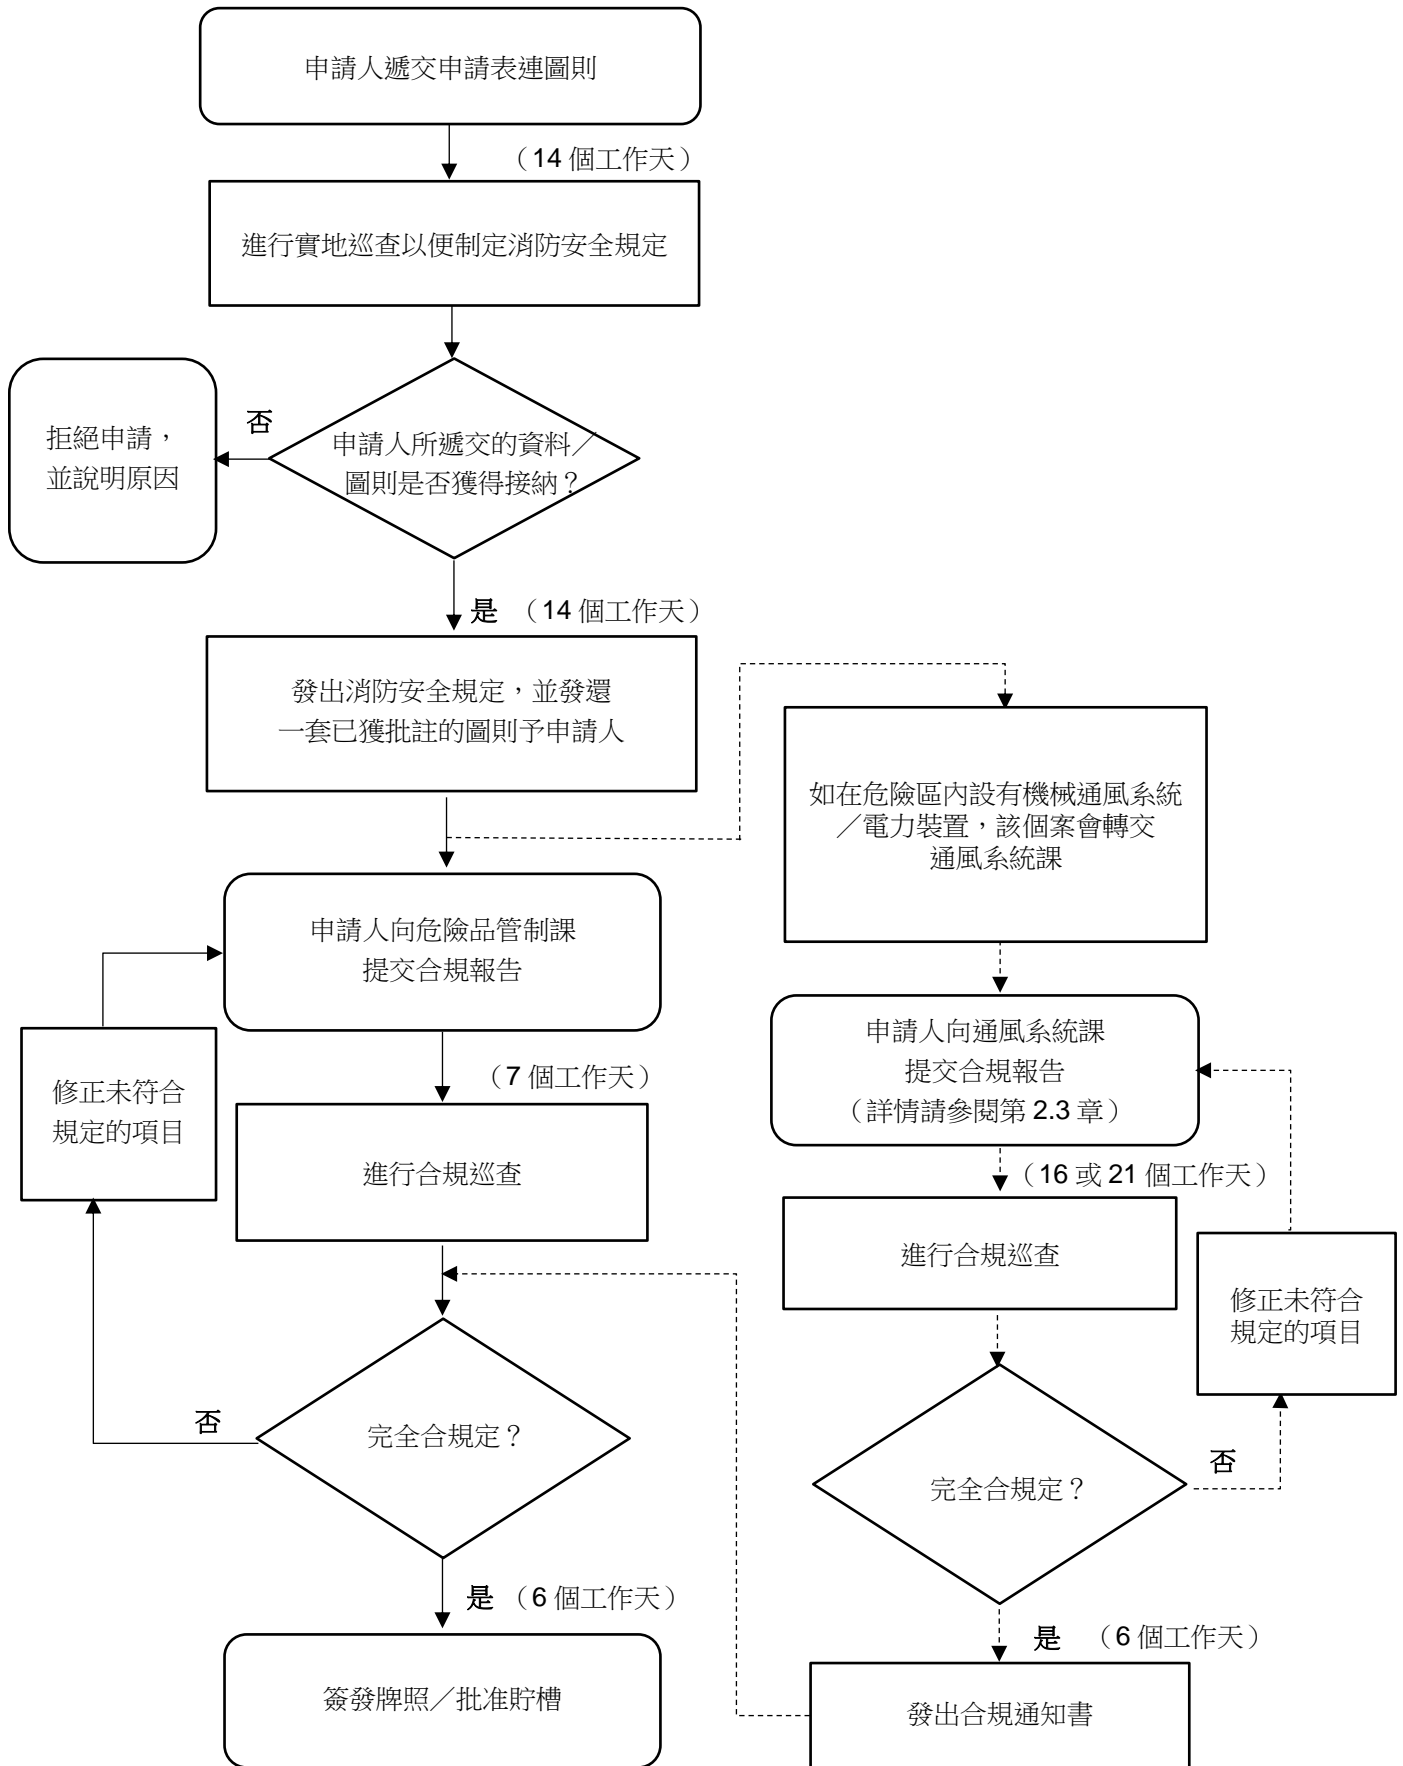 申請人遞交申請表連圖則
（14 個工作天）
進行實地巡查以便制定消防安全規定
申請人所遞交的資料／
圖則是否獲得接納？
否
拒絕申請，
並說明原因
是 （14 個工作天）
發出消防安全規定，並發還
一套已獲批註的圖則予申請人
如在危險區內設有機械通風系統
／電力裝置，該個案會轉交
通風系統課
申請人向危險品管制課
提交合規報告
（7 個工作天）
進行合規巡查
修正未符合
規定的項目
完全合規定？
否
是 （6 個工作天）
簽發牌照／批准貯槽
申請人向通風系統課
提交合規報告
（詳情請參閱第 2.3 章）
（16 或 21 個工作天）
進行合規巡查
修正未符合
規定的項目
完全合規定？
否
是 （6 個工作天）
發出合規通知書